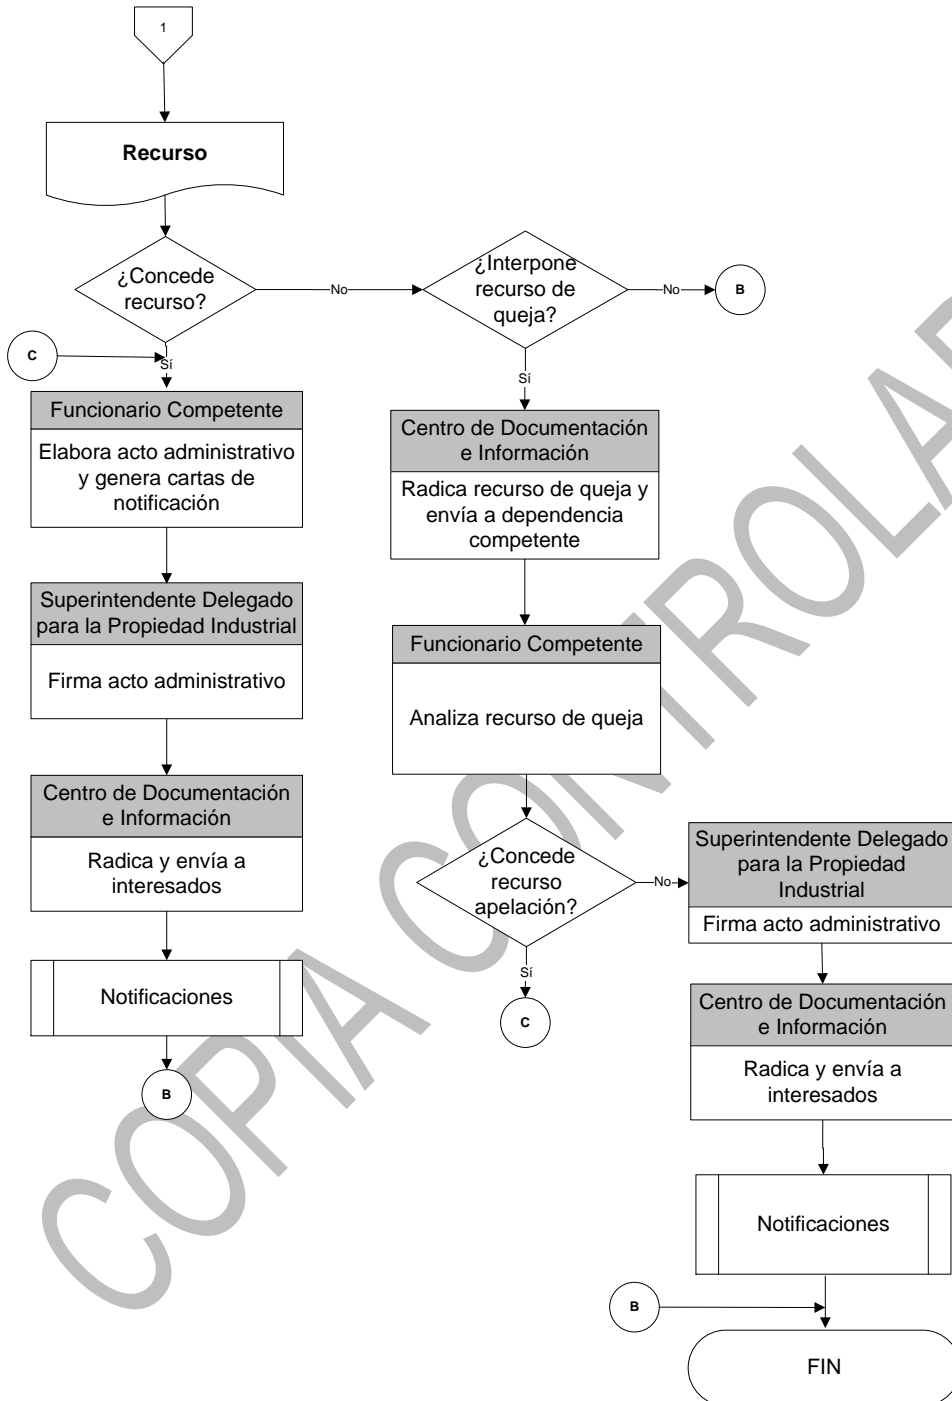 1
Recurso
¿Concede
recurso?
No
¿Interpone
recurso de
queja?
No
B
C
Sí
Funcionario Competente
Elabora acto administrativo
y genera cartas de
notificación
Superintendente Delegado
para la Propiedad Industrial
Firma acto administrativo
Centro de Documentación
e Información
Radica y envía a
interesados
Notificaciones
B
Sí
Centro de Documentación
e Información
Radica recurso de queja y
envía a dependencia
competente
Funcionario Competente
Analiza recurso de queja
¿Concede
recurso
apelación?
No
Sí
C
Superintendente Delegado
para la Propiedad
Industrial
Firma acto administrativo
Centro de Documentación
e Información
Radica y envía a
interesados
Notificaciones
B
FIN
COPIA CONTROLA